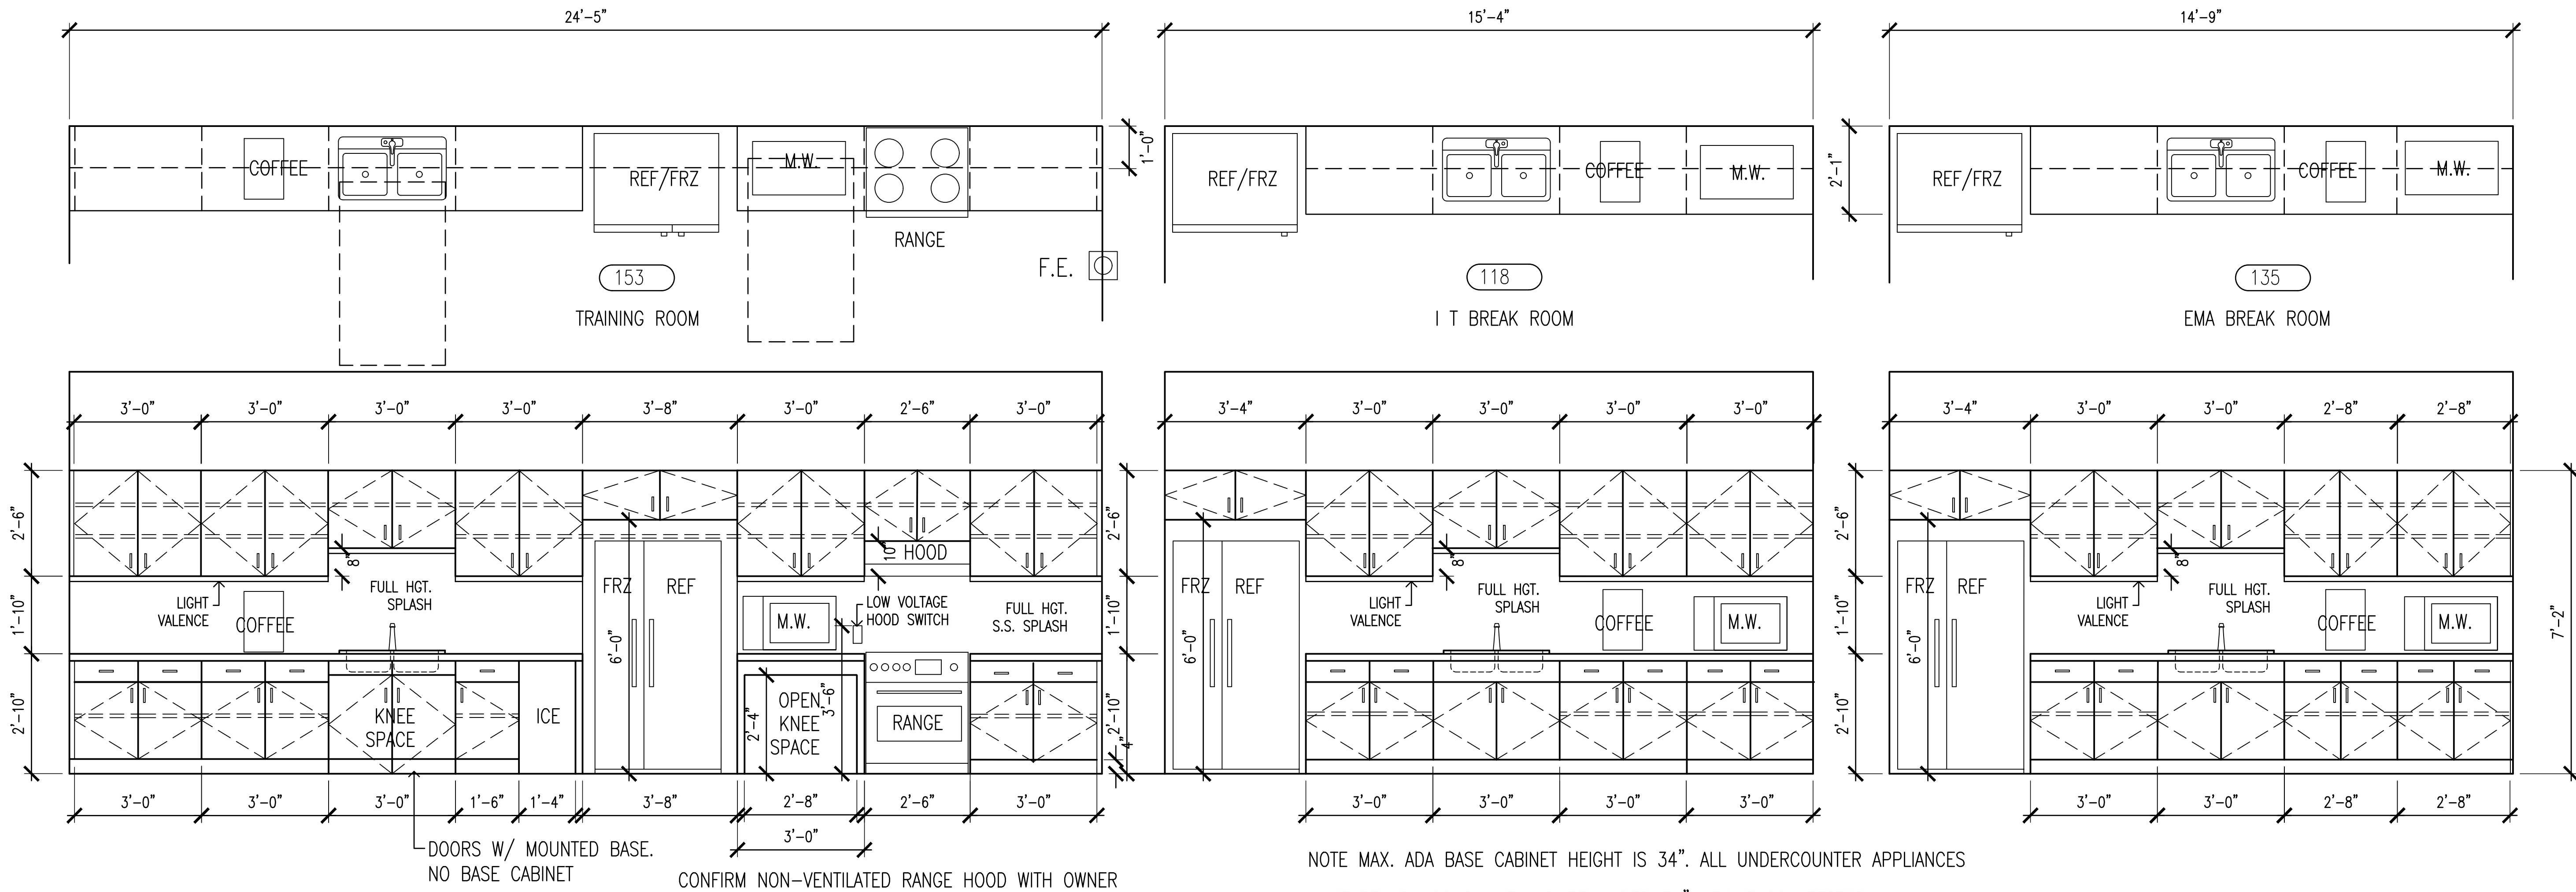 24'-5" 15'-4" 14'-9"
COFFEE REF/FRZ M.W. 1'-0" REF/FRZ COFFEE M.W. 2'-1" REF/FRZ COFFEE M.W.
RANGE
F.E.
153 118 135
TRAINING ROOM I T BREAK ROOM EMA BREAK ROOM
3'-0" 3'-0" 3'-0" 3'-0" 3'-8" 3'-0" 2'-6" 3'-0" 3'-4" 3'-0" 3'-0" 3'-0" 3'-0" 3'-4" 3'-0" 3'-0" 2'-8" 2'-8"
2'-6" 2'-6" 2'-6"
10" HOOD
8" 8" 8"
FULL HGT. FRZ REF FRZ REF FULL HGT. FRZ REF FULL HGT.
SPLASH SPLASH SPLASH
LIGHT LOW VOLTAGE FULL HGT. LIGHT LIGHT
VALENCE HOOD SWITCH S.S. SPLASH VALENCE VALENCE
1'-10" COFFEE M.W. 1'-10" COFFEE M.W. 1'-10" COFFEE M.W.
6'-0" 6'-0" 6'-0" 7'-2"
2'-10" KNEE ICE 2'-4" OPEN 3'-6" RANGE 2'-10" 2'-10"
SPACE KNEE
SPACE 4"
3'-0" 3'-0" 3'-0" 1'-6" 1'-4" 3'-8" 2'-8" 2'-6" 3'-0" 3'-0" 3'-0" 3'-0" 3'-0" 3'-0" 3'-0" 2'-8" 2'-8"
3'-0"
DOORS W/ MOUNTED BASE.
NO BASE CABINET
CONFIRM NON-VENTILATED RANGE HOOD WITH OWNER
NOTE MAX. ADA BASE CABINET HEIGHT IS 34". ALL UNDERCOUNTER APPLIANCES